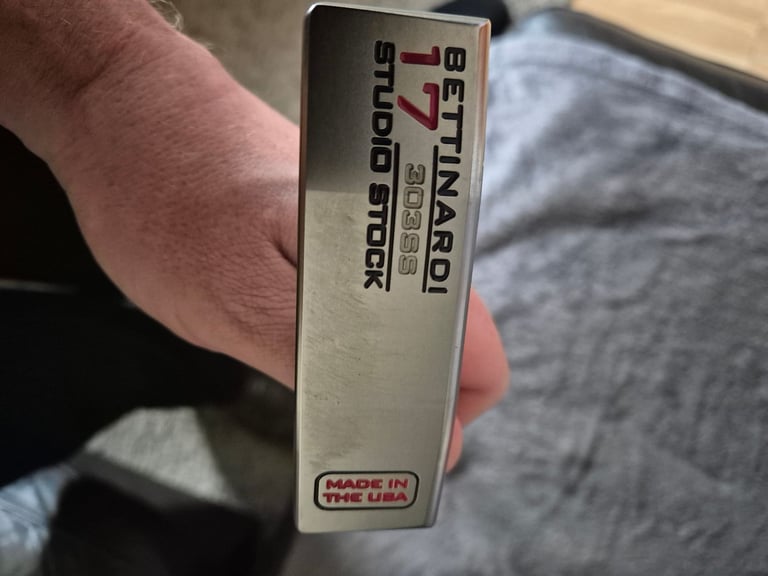 BETTINARDI
17 303SS
STUDIO STOCK
MADE IN
THE USA